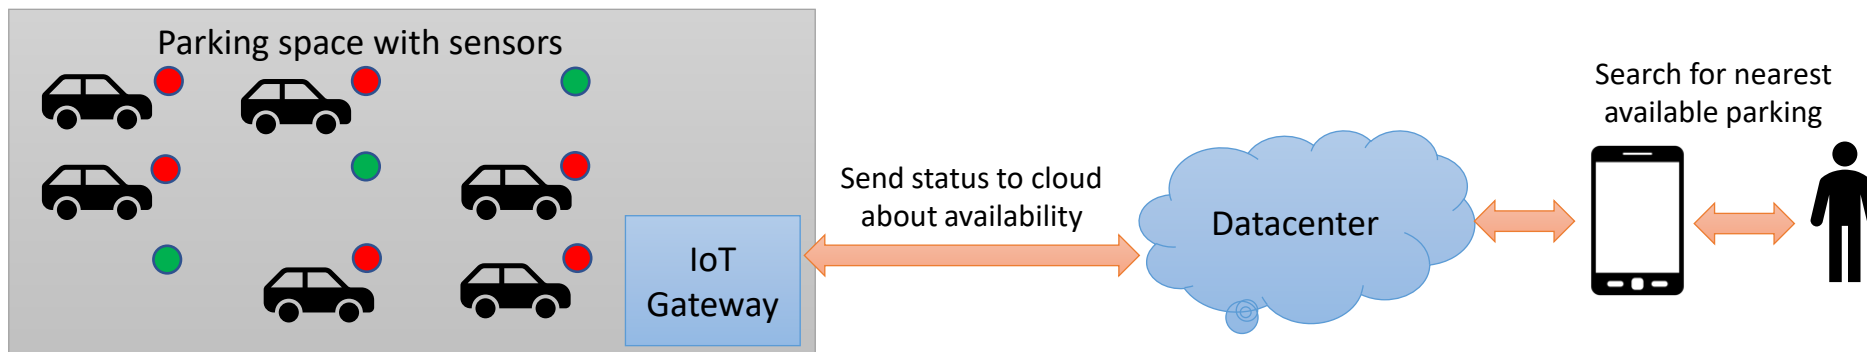 Parking space with sensors
IoT
Gateway
Send status to cloud
about availability
Datacenter
Search for nearest
available parking